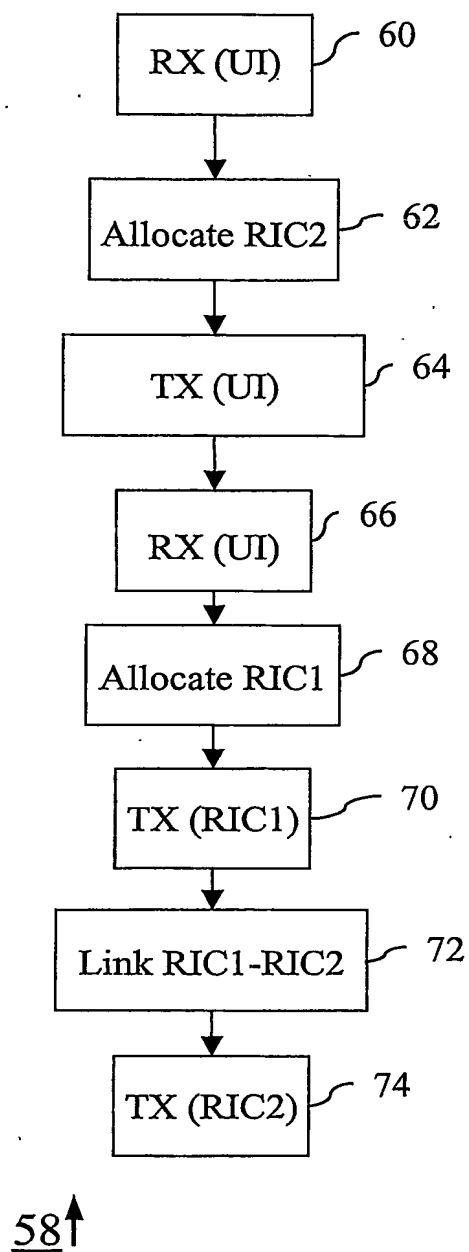 60
RX (UI)
62
Allocate RIC2
64
TX (UI)
66
RX (UI)
68
Allocate RIC1
70
TX (RIC1)
72
Link RIC1-RIC2
74
TX (RIC2)
58